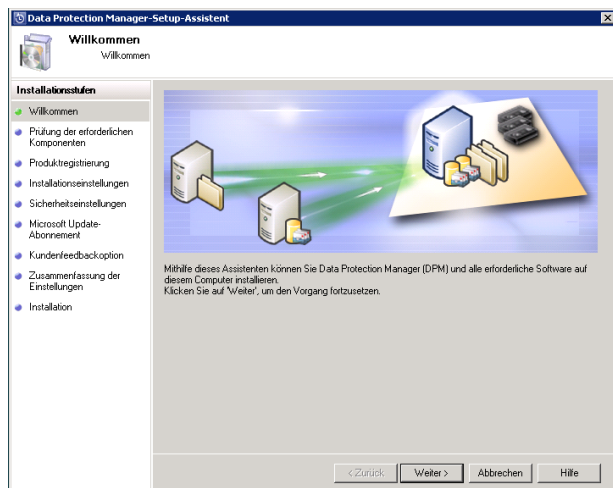 Data Protection Manager-Setup-Assistent
Willkommen
Willkommen
Installationsstufen
Willkommen
Prüfung der erforderlichen
Komponenten
Produktregistrierung
Installationseinstellungen
Sicherheitseinstellungen
Microsoft Update-
Abonnement
Kundenfeedbackoption
Zusammenfassung der
Einstellungen
Installation
Mithilfe dieses Assistenten können Sie Data Protection Manager (DPM) und alle erforderliche Software auf
diesem Computer installieren.
Klicken Sie auf 'Weiter', um den Vorgang fortzusetzen.
< Zurück
Weiter >
Abbrechen
Hilfe